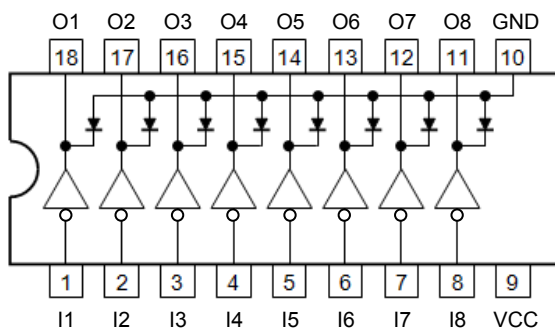 O1 O2 O3 O4 O5 O6 O7 O8 GND
18 17 16 15 14 13 12 11 10
1 2 3 4 5 6 7 8 9
I1 I2 I3 I4 I5 I6 I7 I8 VCC